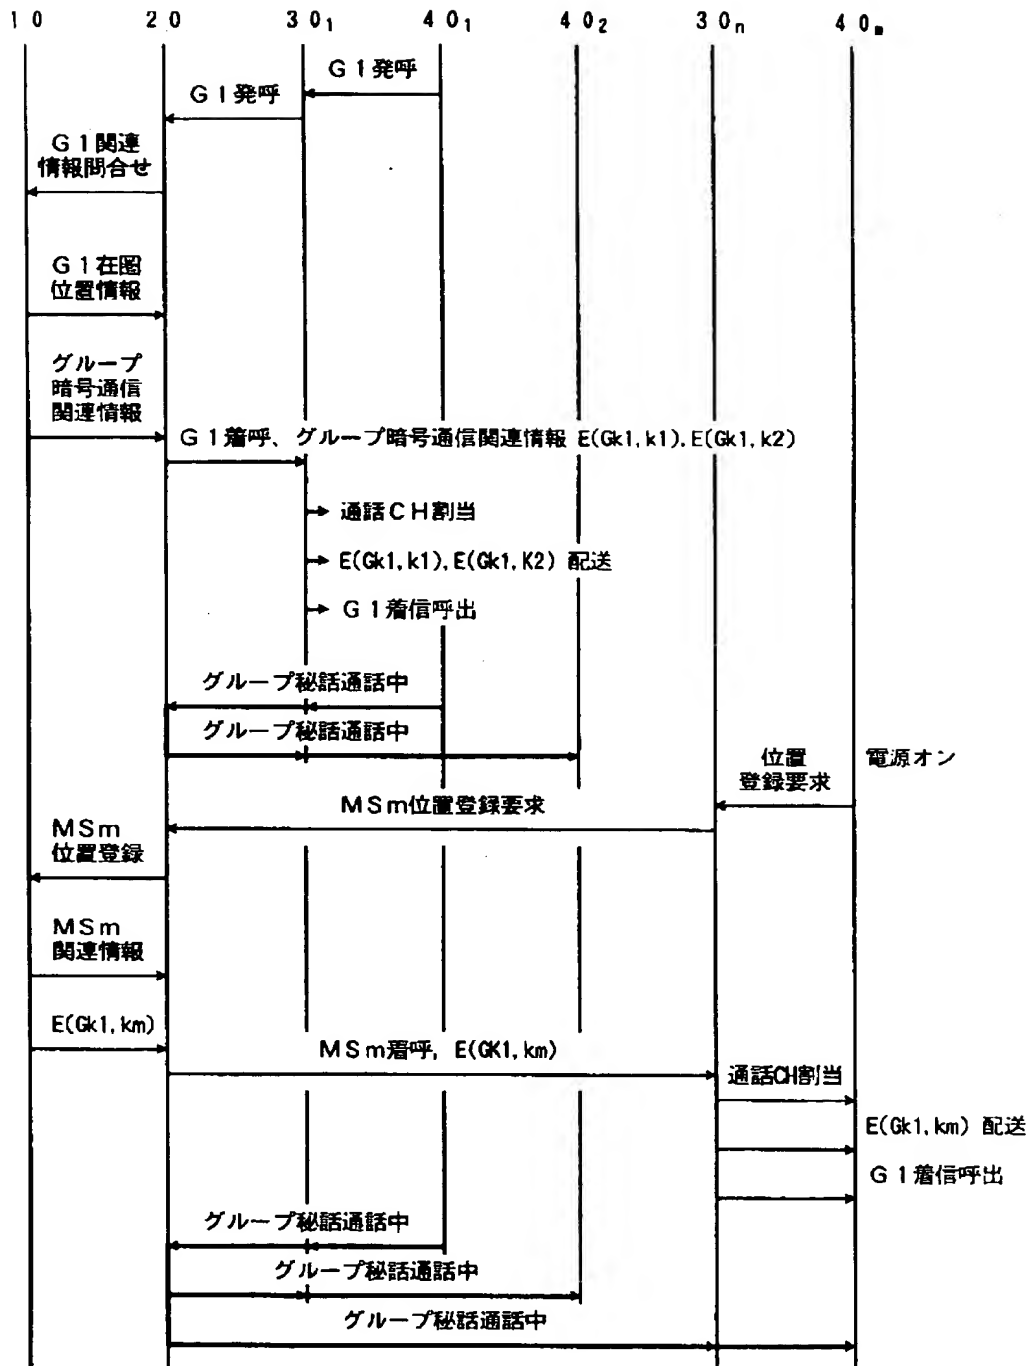 10 20 30₁ 40₁ 40₂ 30ₙ 40ₘ
G1発呼
G1発呼
G1関連
情報問合せ
G1在圏
位置情報
グループ
暗号通信
関連情報
G1着呼、グループ暗号通信関連情報 E(Gk1,k1),E(Gk1,k2)
通話CH割当
E(Gk1,k1),E(Gk1,K2) 配送
G1着信呼出
グループ秘話通話中
グループ秘話通話中
位置
登録要求
電源オン
MSm位置登録要求
MSm
位置登録
MSm
関連情報
E(Gk1,km)
MSm着呼, E(GK1,km)
通話CH割当
E(Gk1,km) 配送
G1着信呼出
グループ秘話通話中
グループ秘話通話中
グループ秘話通話中